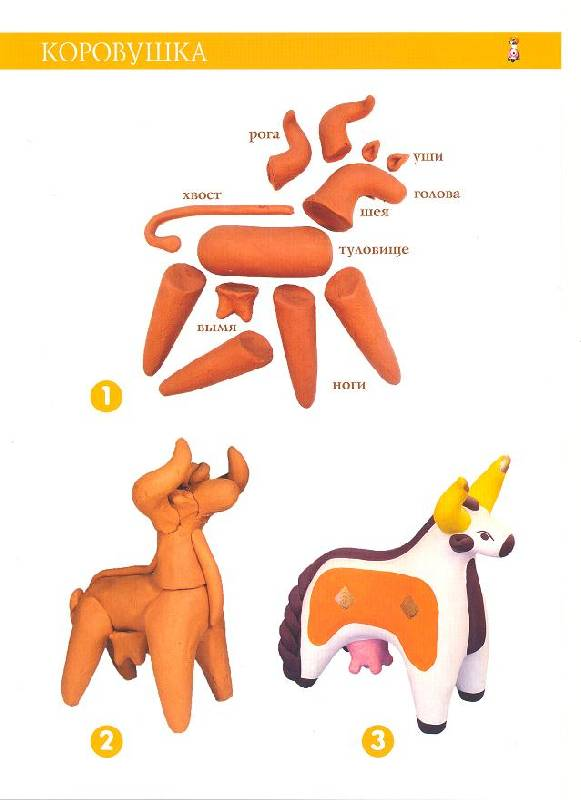 КОРОВУШКА
рога
уши
хвост
голова
шея
туловище
вымя
ноги
1
2
3